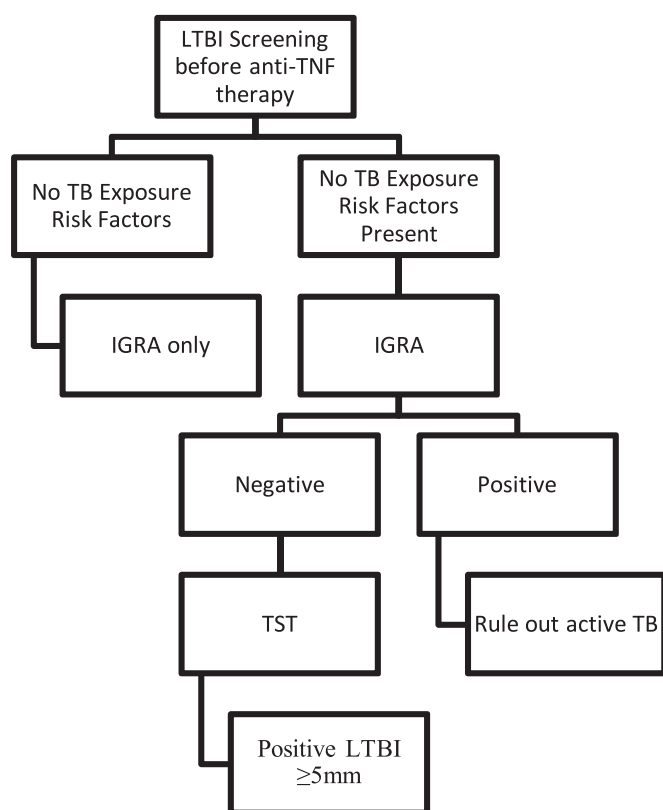 LTBI Screening
before anti-TNF
therapy
No TB Exposure
Risk Factors
No TB Exposure
Risk Factors
Present
IGRA only
IGRA
Negative
Positive
TST
Rule out active TB
Positive LTBI
≥5mm